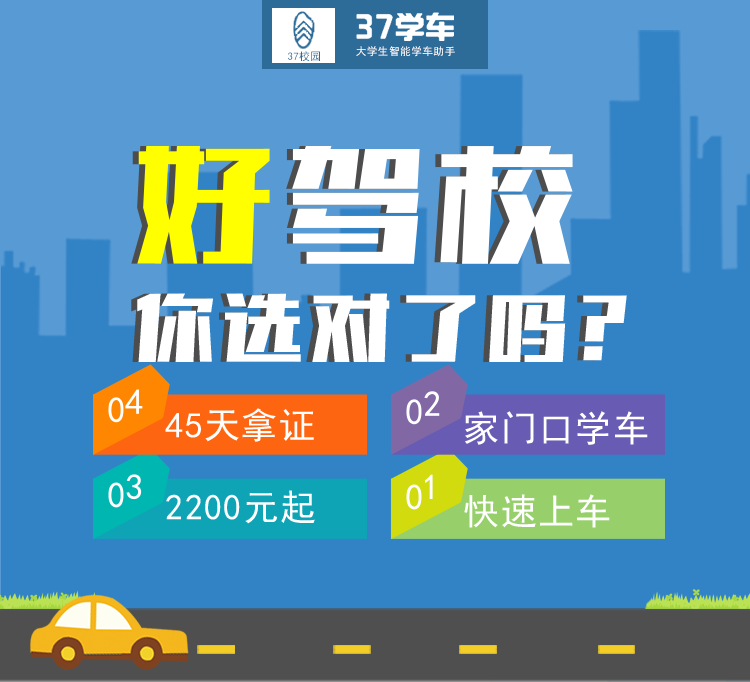 37校园
37学车
大学生智能学车助手
好驾校
你选对了吗?
04
45天拿证
02
家门口学车
03
2200元起
01
快速上车